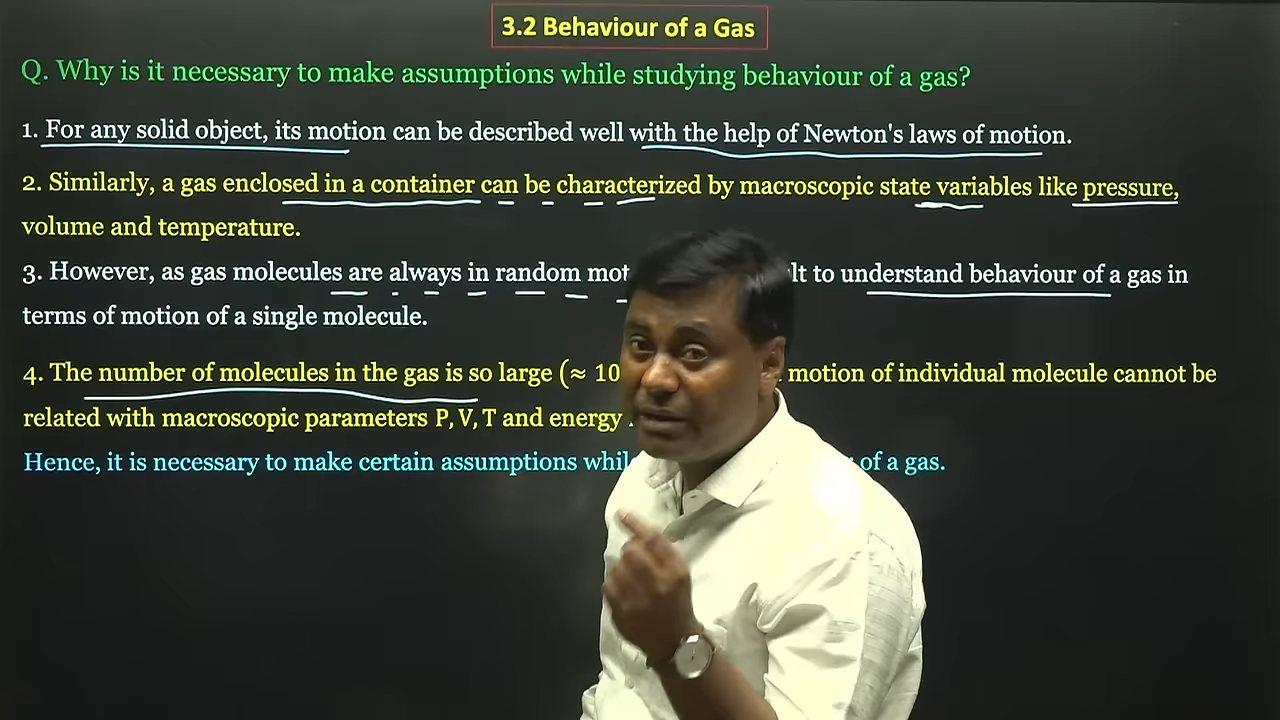 3.2 Behaviour of a Gas
Q. Why is it necessary to make assumptions while studying behaviour of a gas?
1. For any solid object, its motion can be described well with the help of Newton's laws of motion.
2. Similarly, a gas enclosed in a container can be characterized by macroscopic state variables like pressure,
volume and temperature.
3. However, as gas molecules are always in random to understand behaviour of a gas in
terms of motion of a single molecule.
4. The number of molecules in the gas is so large (≈ 10 motion of individual molecule cannot be
related with macroscopic parameters P, V, T and energy
Hence, it is necessary to make certain assumptions of a gas.